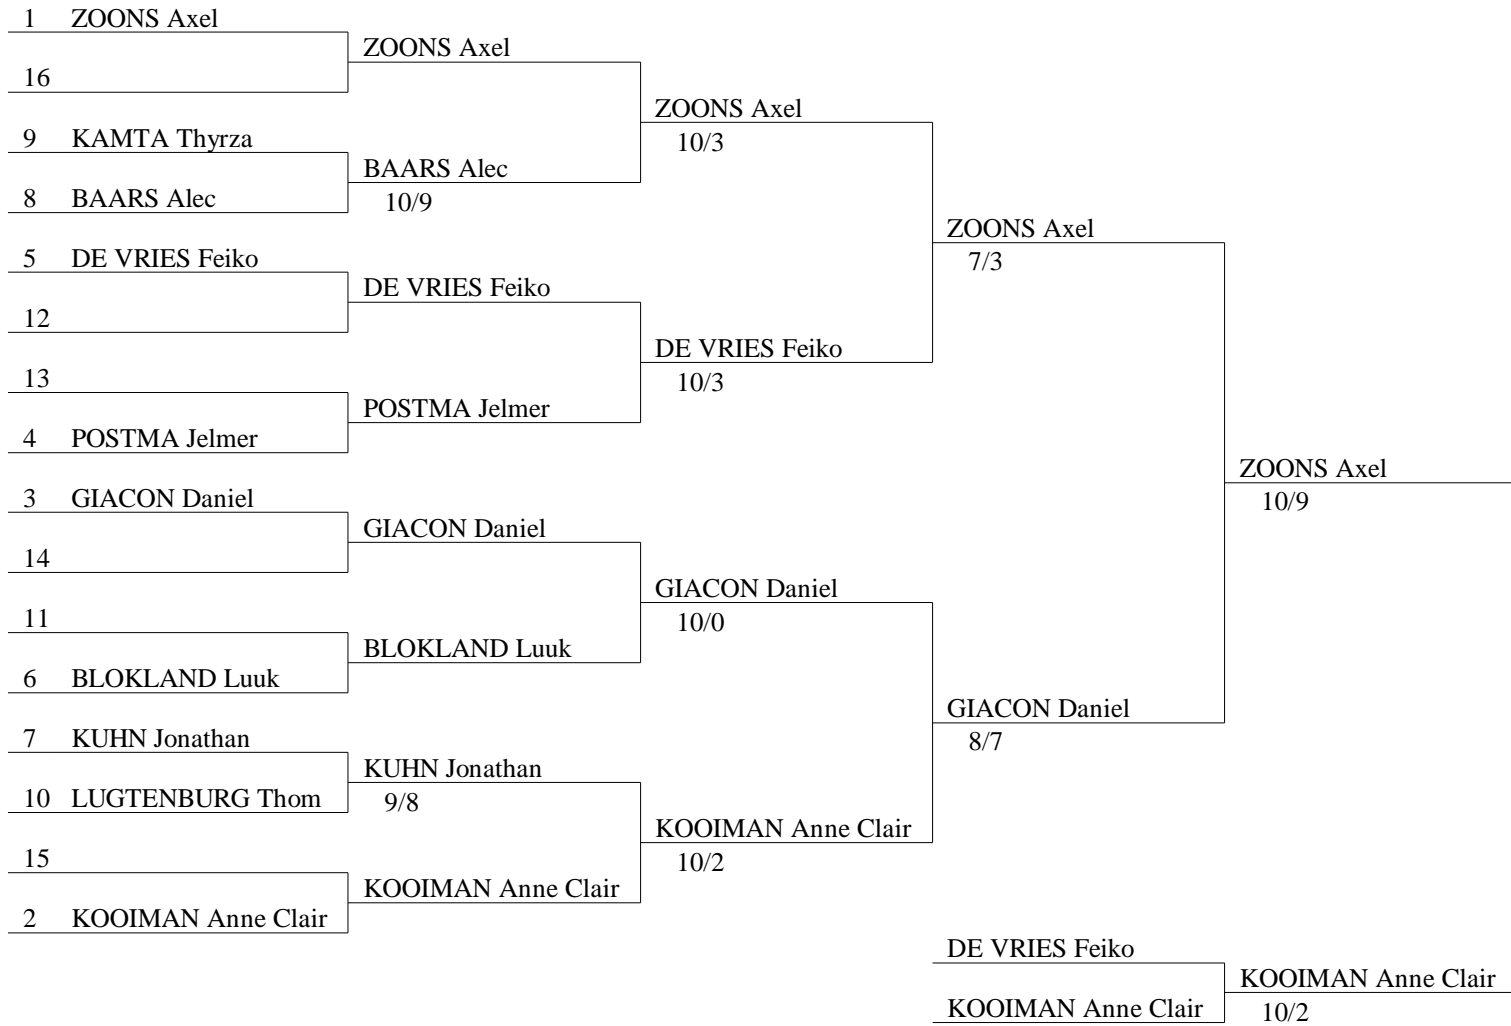 1 ZOONS Axel
16
9 KAMTA Thyrza
8 BAARS Alec
5 DE VRIES Feiko
12
13
4 POSTMA Jelmer
3 GIACON Daniel
14
11
6 BLOKLAND Luuk
7 KUHN Jonathan
10 LUGTENBURG Thom
15
2 KOOIMAN Anne Clair
ZOONS Axel
BAARS Alec
10/9
DE VRIES Feiko
POSTMA Jelmer
GIACON Daniel
BLOKLAND Luuk
KUHN Jonathan
9/8
KOOIMAN Anne Clair
ZOONS Axel
10/3
DE VRIES Feiko
10/3
GIACON Daniel
10/0
KOOIMAN Anne Clair
10/2
ZOONS Axel
7/3
GIACON Daniel
8/7
ZOONS Axel
10/9
DE VRIES Feiko
KOOIMAN Anne Clair
KOOIMAN Anne Clair
10/2